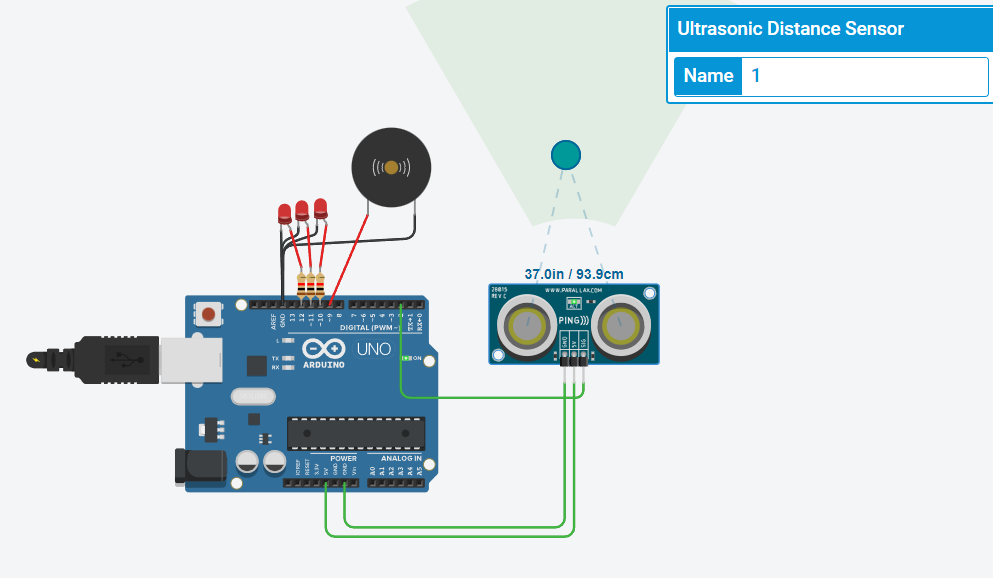 Ultrasonic Distance Sensor
Name 1
37.0in / 93.9cm
28015
REV C
WWW.PARALLAX.COM
PING)))
GND
5V
SIG
AREF
GND
13
12
~11
~10
~9
8
7
~6
~5
4
~3
2
TX→1
RX←0
DIGITAL (PWM~)
L
TX
RX
UNO
ARDUINO
ON
POWER
ANALOG IN
IOREF
RESET
3.3V
5V
GND
GND
Vin
A0
A1
A2
A3
A4
A5